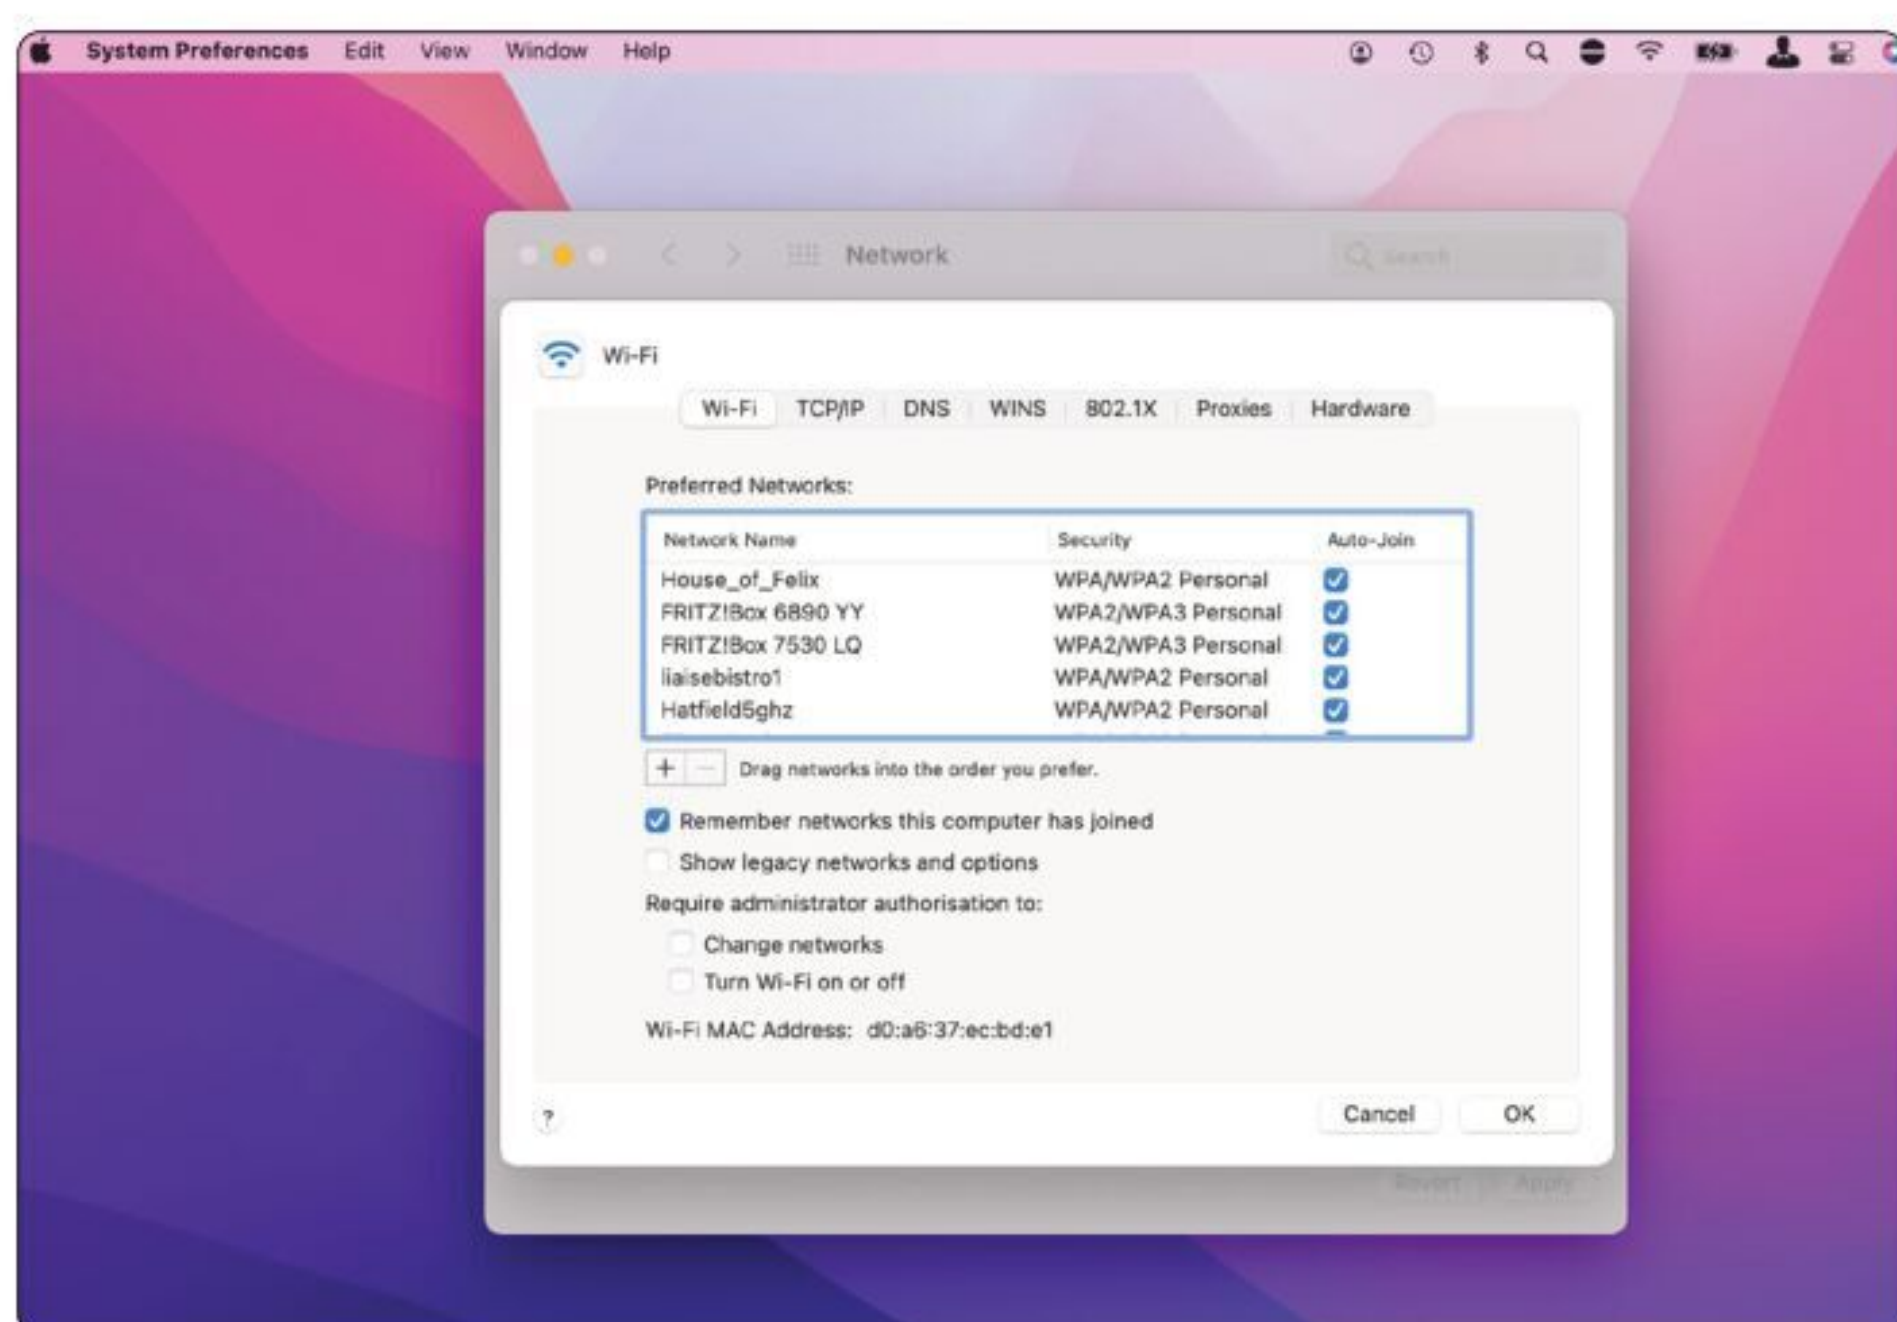 System Preferences Edit View Window Help
Network
Search
Wi-Fi
Wi-Fi TCP/IP DNS WINS 802.1X Proxies Hardware
Preferred Networks:
Network Name Security Auto-Join
House_of_Felix WPA/WPA2 Personal
FRITZ!Box 6890 YY WPA2/WPA3 Personal
FRITZ!Box 7530 LQ WPA2/WPA3 Personal
liaisebistro1 WPA/WPA2 Personal
Hatfield5ghz WPA/WPA2 Personal
+ − Drag networks into the order you prefer.
Remember networks this computer has joined
Show legacy networks and options
Require administrator authorisation to:
Change networks
Turn Wi-Fi on or off
Wi-Fi MAC Address: d0:a6:37:ec:bd:e1
? Cancel OK
Revert Apply